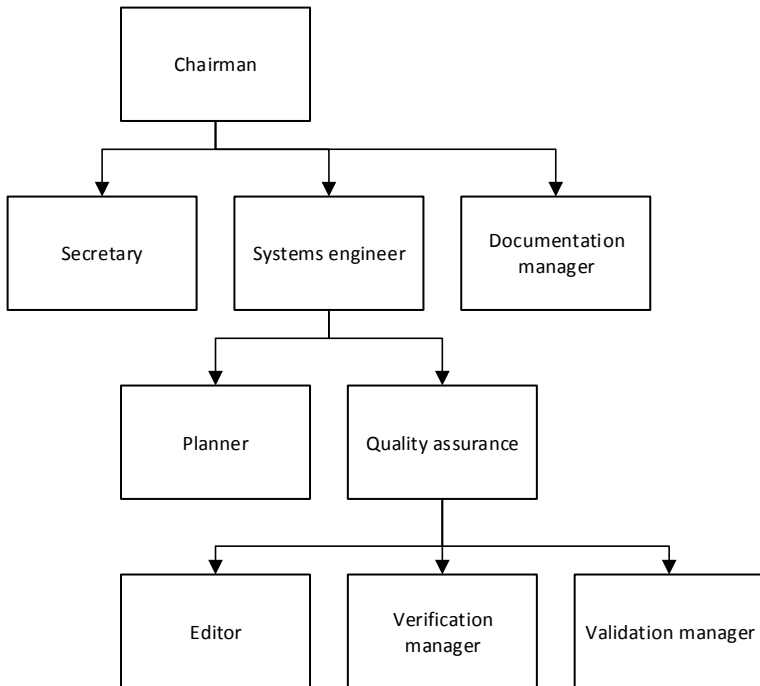 Chairman
Secretary
Systems engineer
Documentation
manager
Planner
Quality assurance
Editor
Verification
manager
Validation manager